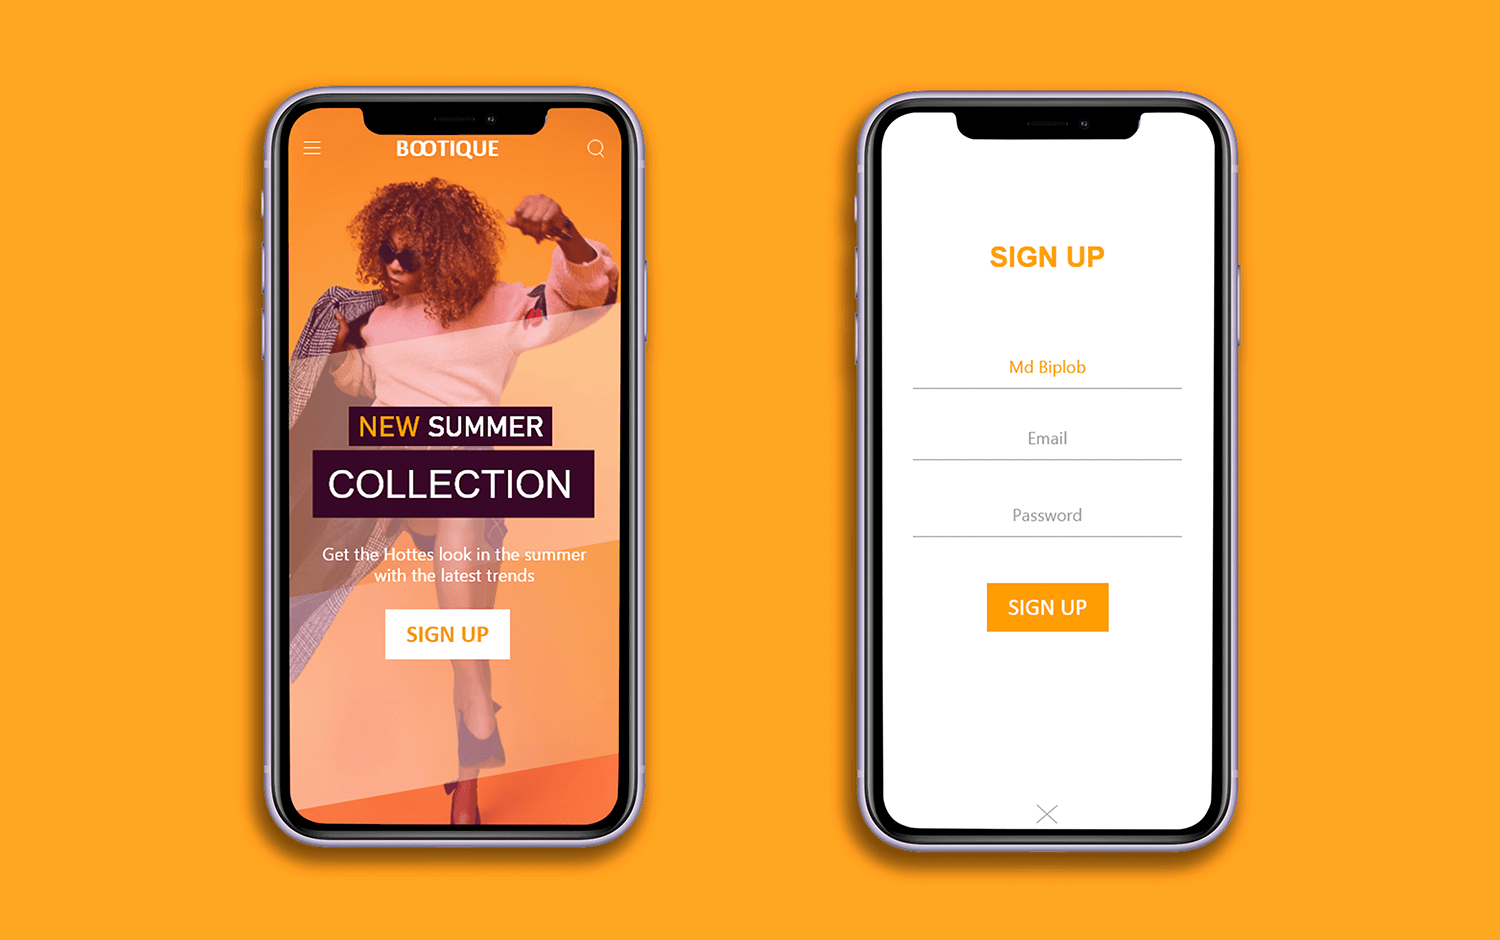 BOOTIQUE
NEW SUMMER
COLLECTION
Get the Hottes look in the summer
with the latest trends
SIGN UP
SIGN UP
Md Biplob
Email
Password
SIGN UP